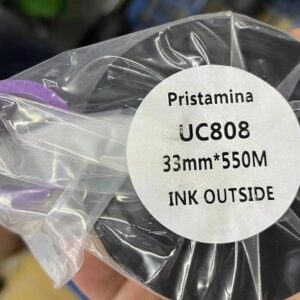 Pristamina
UC808
33mm*550M
INK OUTSIDE